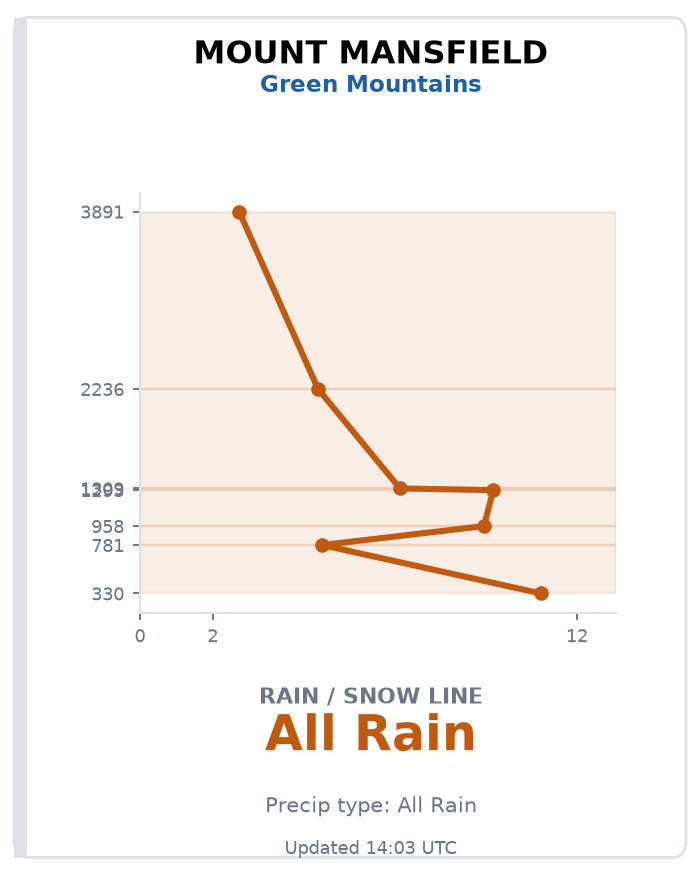 MOUNT MANSFIELD
Green Mountains
3891
2236
958
781
330
0 2 12
RAIN / SNOW LINE
All Rain
Precip type: All Rain
Updated 14:03 UTC